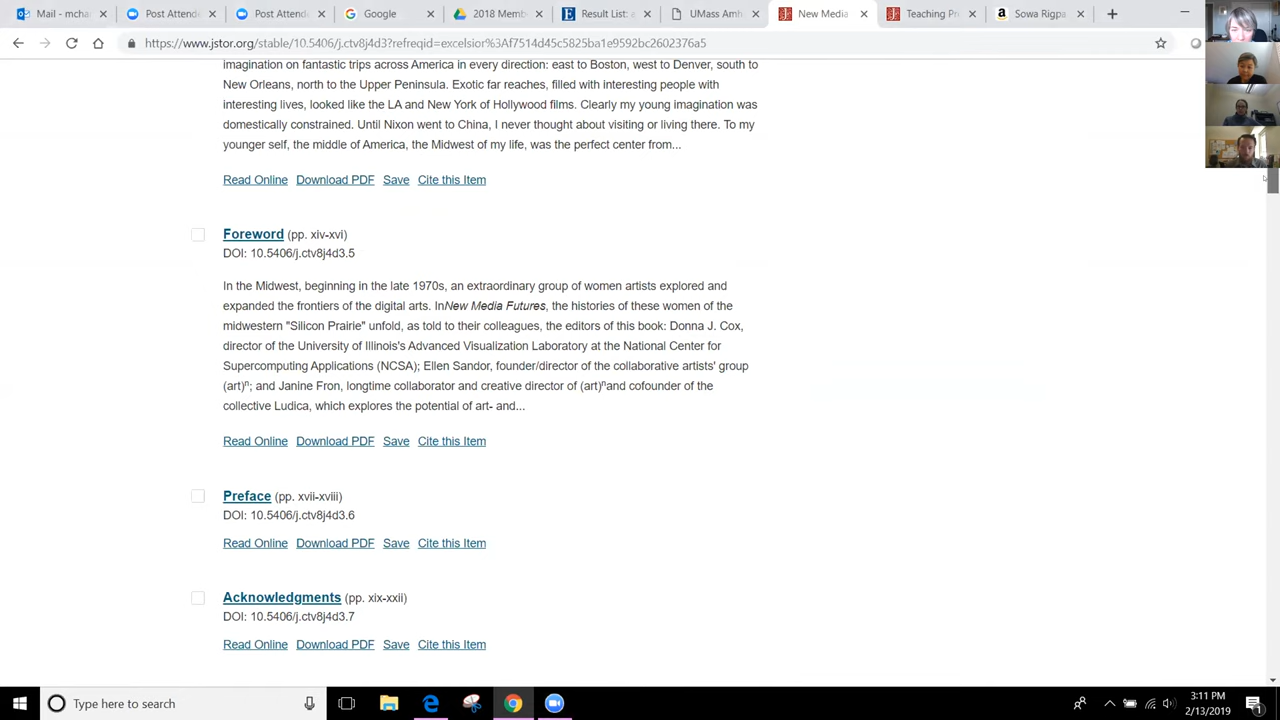 Mail - mcha
Post Attende
Post Attende
Google
2018 Memb
Result List: a
UMass Amh
New Media
Teaching Pr
Sowa Rigpa
https://www.jstor.org/stable/10.5406/j.ctv8j4d3?refreqid=excelsior%3Af7514d45c5825ba1e9592bc2602376a5
imagination on fantastic trips across America in every direction: east to Boston, west to Denver, south to
New Orleans, north to the Upper Peninsula. Exotic far reaches, filled with interesting people with
interesting lives, looked like the LA and New York of Hollywood films. Clearly my young imagination was
domestically constrained. Until Nixon went to China, I never thought about visiting or living there. To my
younger self, the middle of America, the Midwest of my life, was the perfect center from...
Read Online Download PDF Save Cite this Item
Foreword (pp. xiv-xvi)
DOI: 10.5406/j.ctv8j4d3.5
In the Midwest, beginning in the late 1970s, an extraordinary group of women artists explored and
expanded the frontiers of the digital arts. InNew Media Futures, the histories of these women of the
midwestern "Silicon Prairie" unfold, as told to their colleagues, the editors of this book: Donna J. Cox,
director of the University of Illinois's Advanced Visualization Laboratory at the National Center for
Supercomputing Applications (NCSA); Ellen Sandor, founder/director of the collaborative artists' group
(art)ⁿ; and Janine Fron, longtime collaborator and creative director of (art)ⁿand cofounder of the
collective Ludica, which explores the potential of art- and...
Read Online Download PDF Save Cite this Item
Preface (pp. xvii-xviii)
DOI: 10.5406/j.ctv8j4d3.6
Read Online Download PDF Save Cite this Item
Acknowledgments (pp. xix-xxii)
DOI: 10.5406/j.ctv8j4d3.7
Read Online Download PDF Save Cite this Item
Type here to search
3:11 PM
2/13/2019
1